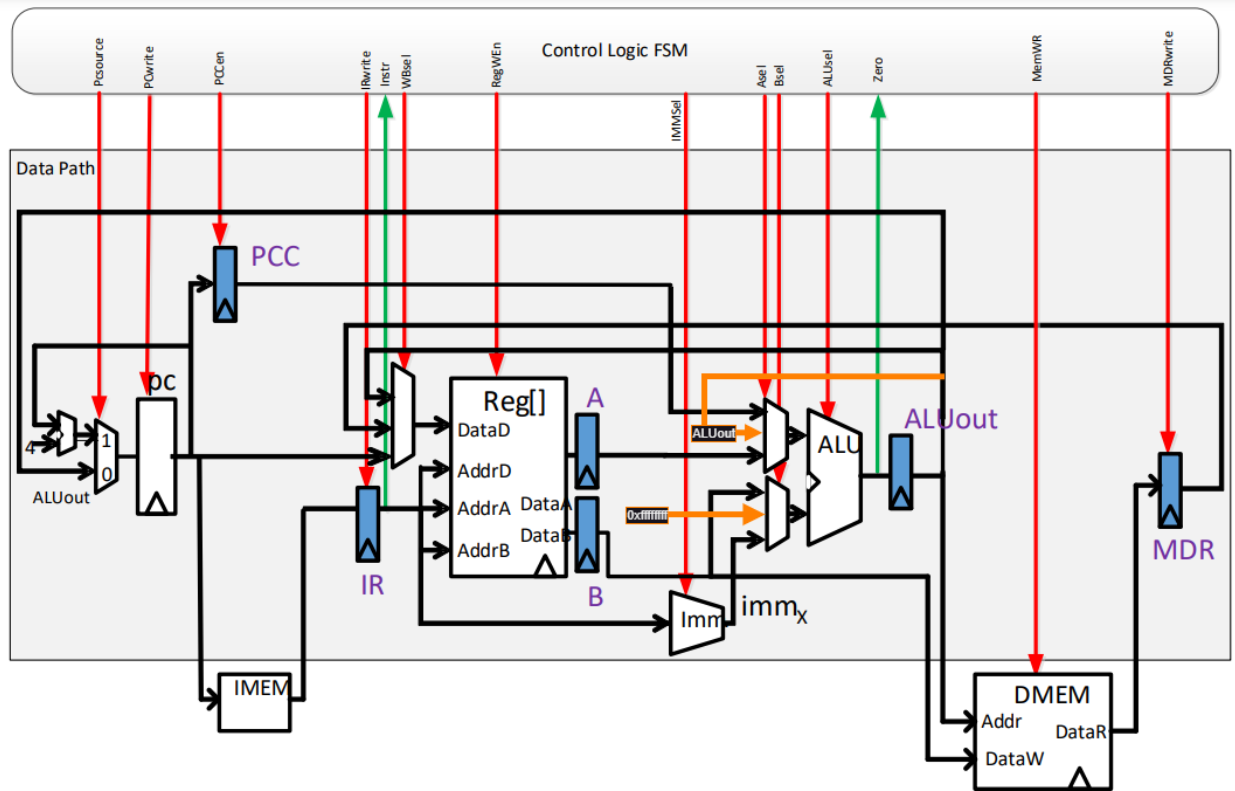 Control Logic FSM
Pcsource
PCwrite
PCCen
IRwrite
Instr
WBsel
RegWEn
IMMSel
Asel
Bsel
ALUsel
Zero
MemWR
MDRwrite
Data Path
PCC
pc
4
1
0
ALUout
Reg[]
DataD
AddrD
AddrA
AddrB
DataA
DataB
A
B
IR
ALUout
0xffffffff
ALU
ALUout
MDR
Imm
immx
IMEM
DMEM
Addr
DataR
DataW